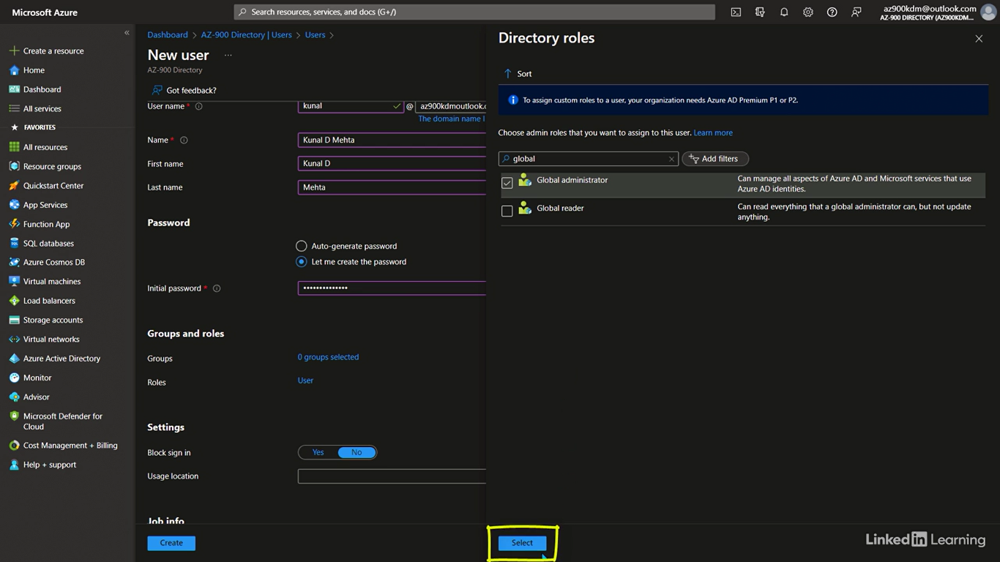 Microsoft Azure
Search resources, services, and docs (G+/)
az900kdm@outlook.com
AZ-900 DIRECTORY (AZ900KDM...
«
Create a resource
Home
Dashboard
All services
FAVORITES
All resources
Resource groups
Quickstart Center
App Services
Function App
SQL databases
Azure Cosmos DB
Virtual machines
Load balancers
Storage accounts
Virtual networks
Azure Active Directory
Monitor
Advisor
Microsoft Defender for
Cloud
Cost Management + Billing
Help + support
Dashboard > AZ-900 Directory | Users > Users >
New user ...
AZ-900 Directory
Got feedback?
User name * kunal @ az900kdmoutlook.c
The domain name I
Name * Kunal D Mehta
First name Kunal D
Last name Mehta
Password
Auto-generate password
Let me create the password
Initial password * ••••••••••••••
Groups and roles
Groups 0 groups selected
Roles User
Settings
Block sign in Yes No
Usage location
Job info
Create
Directory roles
Sort
To assign custom roles to a user, your organization needs Azure AD Premium P1 or P2.
Choose admin roles that you want to assign to this user. Learn more
global
Add filters
Global administrator
Can manage all aspects of Azure AD and Microsoft services that use
Azure AD identities.
Global reader
Can read everything that a global administrator can, but not update
anything.
Select
LinkedIn Learning